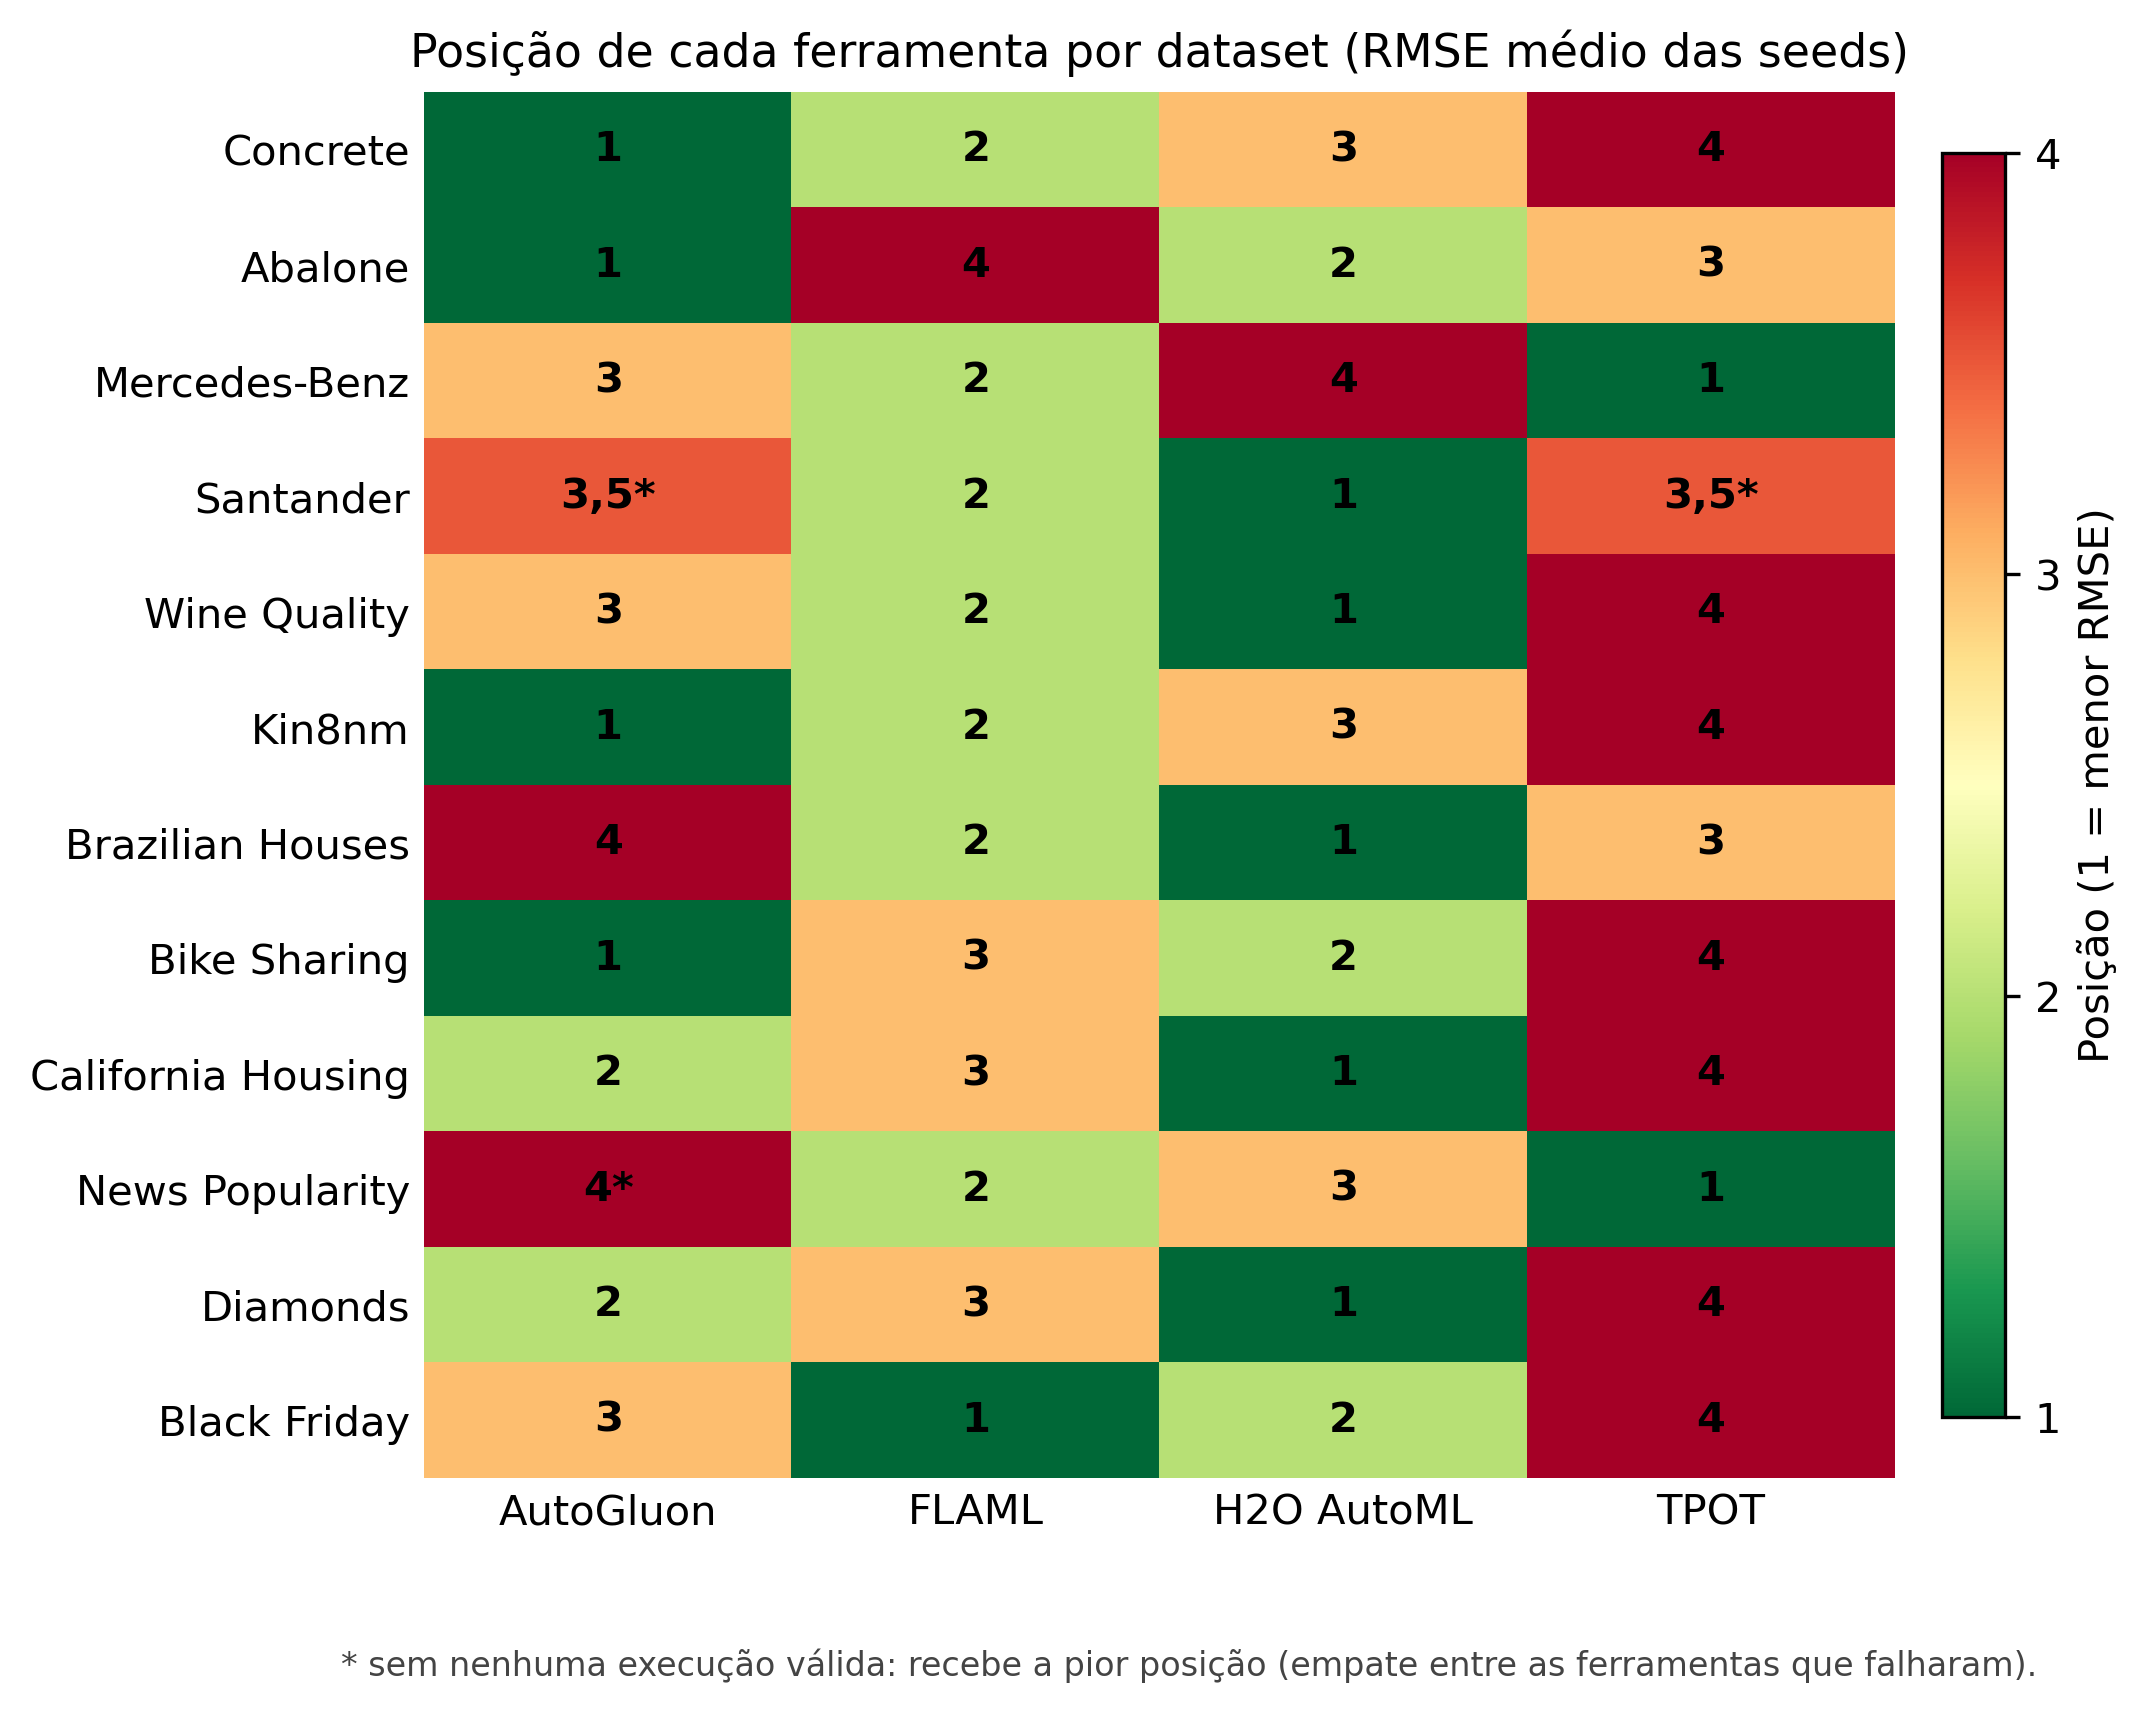 Posição de cada ferramenta por dataset (RMSE médio das seeds)
Concrete 1 2 3 4
Abalone 1 4 2 3
Mercedes-Benz 3 2 4 1
Santander 3,5* 2 1 3,5*
Wine Quality 3 2 1 4
Kin8nm 1 2 3 4
Brazilian Houses 4 2 1 3
Bike Sharing 1 3 2 4
California Housing 2 3 1 4
News Popularity 4* 2 3 1
Diamonds 2 3 1 4
Black Friday 3 1 2 4
AutoGluon FLAML H2O AutoML TPOT
4
3
2
1
Posição (1 = menor RMSE)
* sem nenhuma execução válida: recebe a pior posição (empate entre as ferramentas que falharam).